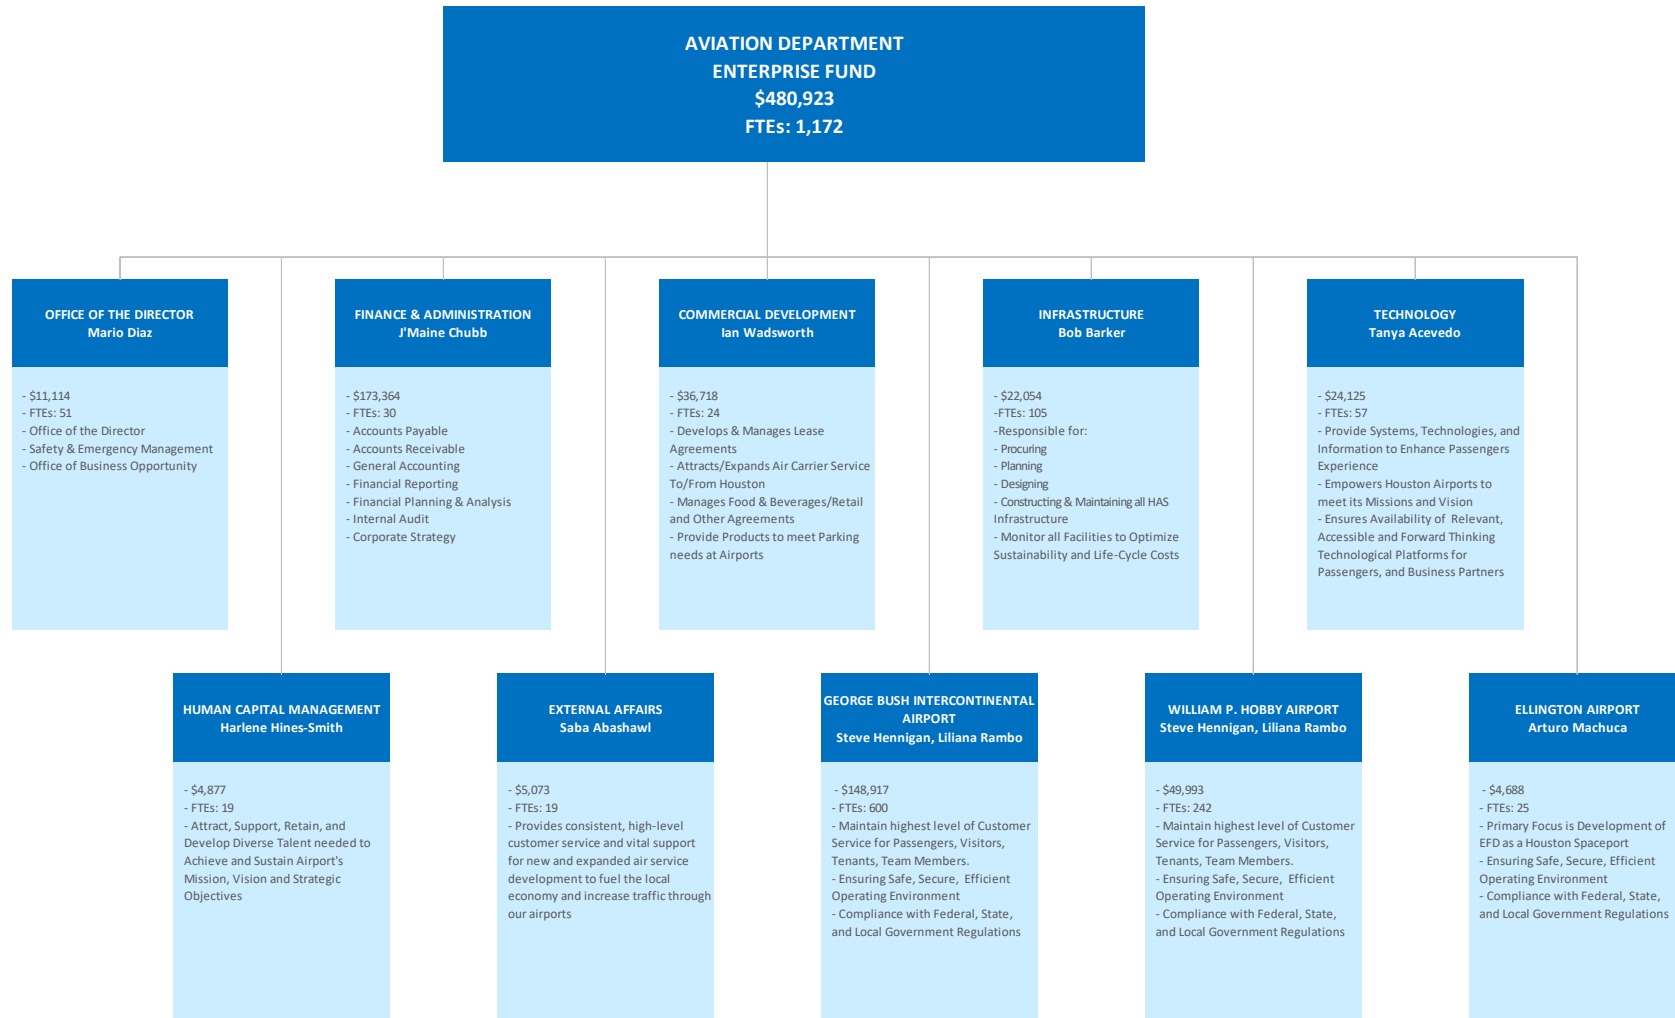 AVIATION DEPARTMENT
ENTERPRISE FUND
$480,923
FTEs: 1,172
OFFICE OF THE DIRECTOR
Mario Diaz
- $11,114
- FTEs: 51
- Office of the Director
- Safety & Emergency Management
- Office of Business Opportunity
FINANCE & ADMINISTRATION
J'Maine Chubb
- $173,364
- FTEs: 30
- Accounts Payable
- Accounts Receivable
- General Accounting
- Financial Reporting
- Financial Planning & Analysis
- Internal Audit
- Corporate Strategy
COMMERCIAL DEVELOPMENT
Ian Wadsworth
- $36,718
- FTEs: 24
- Develops & Manages Lease
Agreements
- Attracts/Expands Air Carrier Service
To/From Houston
- Manages Food & Beverages/Retail
and Other Agreements
- Provide Products to meet Parking
needs at Airports
INFRASTRUCTURE
Bob Barker
- $22,054
-FTEs: 105
-Responsible for:
- Procuring
- Planning
- Designing
- Constructing & Maintaining all HAS
Infrastructure
- Monitor all Facilities to Optimize
Sustainability and Life-Cycle Costs
TECHNOLOGY
Tanya Acevedo
- $24,125
- FTEs: 57
- Provide Systems, Technologies, and
Information to Enhance Passengers
Experience
- Empowers Houston Airports to
meet its Missions and Vision
- Ensures Availability of Relevant,
Accessible and Forward Thinking
Technological Platforms for
Passengers, and Business Partners
HUMAN CAPITAL MANAGEMENT
Harlene Hines-Smith
- $4,877
- FTEs: 19
- Attract, Support, Retain, and
Develop Diverse Talent needed to
Achieve and Sustain Airport's
Mission, Vision and Strategic
Objectives
EXTERNAL AFFAIRS
Saba Abashawl
- $5,073
- FTEs: 19
- Provides consistent, high-level
customer service and vital support
for new and expanded air service
development to fuel the local
economy and increase traffic through
our airports
GEORGE BUSH INTERCONTINENTAL
AIRPORT
Steve Hennigan, Liliana Rambo
- $148,917
- FTEs: 600
- Maintain highest level of Customer
Service for Passengers, Visitors,
Tenants, Team Members.
- Ensuring Safe, Secure, Efficient
Operating Environment
- Compliance with Federal, State,
and Local Government Regulations
WILLIAM P. HOBBY AIRPORT
Steve Hennigan, Liliana Rambo
- $49,993
- FTEs: 242
- Maintain highest level of Customer
Service for Passengers, Visitors,
Tenants, Team Members.
- Ensuring Safe, Secure, Efficient
Operating Environment
- Compliance with Federal, State,
and Local Government Regulations
ELLINGTON AIRPORT
Arturo Machuca
- $4,688
- FTEs: 25
- Primary Focus is Development of
EFD as a Houston Spaceport
- Ensuring Safe, Secure, Efficient
Operating Environment
- Compliance with Federal, State,
and Local Government Regulations